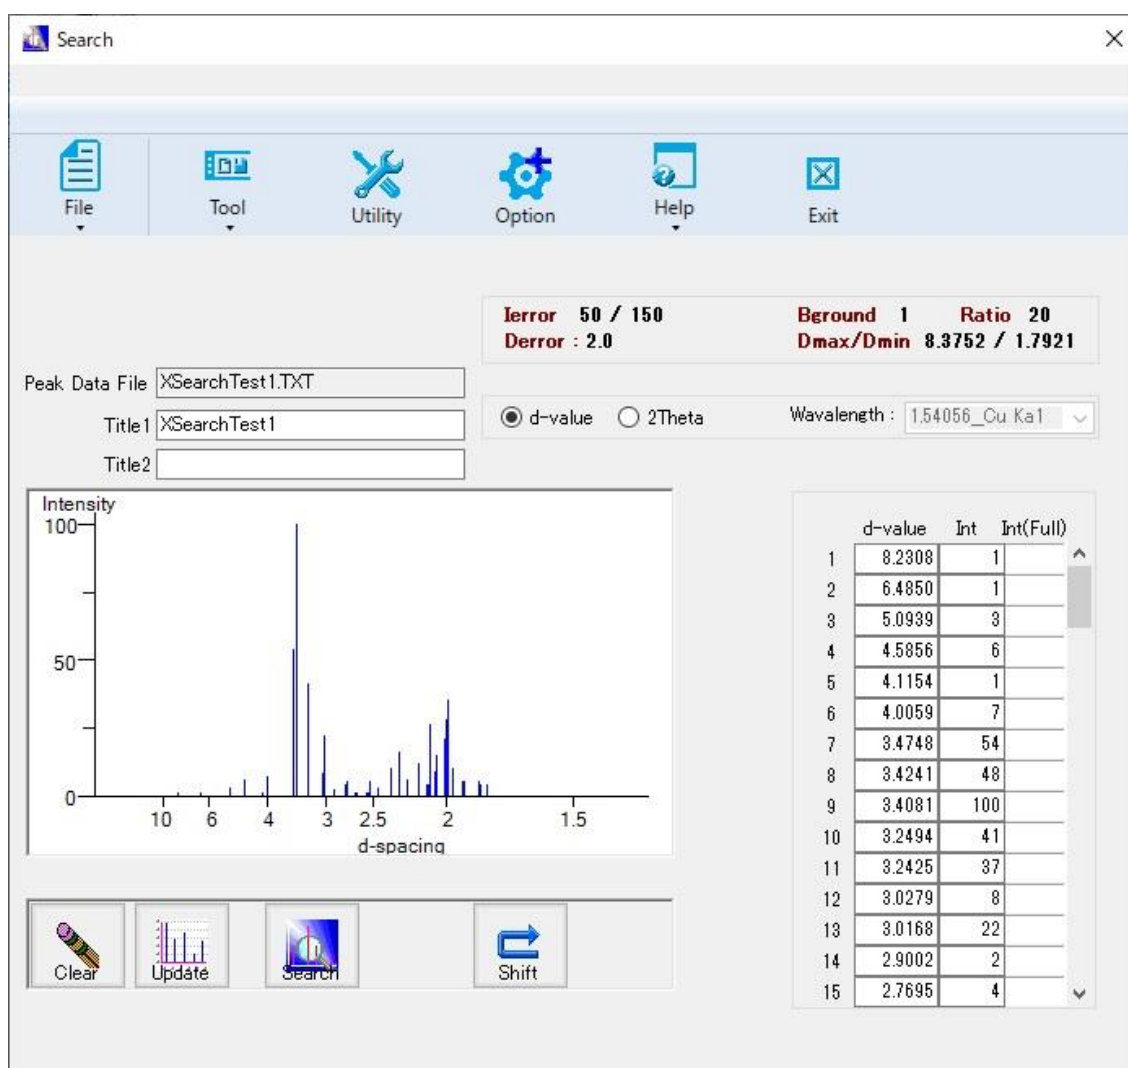 Search
File
Tool
Utility
Option
Help
Exit
Ierror 50 / 150
Bground 1 Ratio 20
Derror : 2.0
Dmax/Dmin 8.3752 / 1.7921
Peak Data File XSearchTest1.TXT
Title1 XSearchTest1
Title2
d-value 2Theta
Wavalength : 1.54056_Cu Ka1
Intensity
100
50
0
10 6 4 3 2.5 2 1.5
d-spacing
d-value Int Int(Full)
1 8.2308 1
2 6.4850 1
3 5.0939 3
4 4.5856 6
5 4.1154 1
6 4.0059 7
7 3.4748 54
8 3.4241 48
9 3.4081 100
10 3.2494 41
11 3.2425 37
12 3.0279 8
13 3.0168 22
14 2.9002 2
15 2.7695 4
Clear
Update
Search
Shift